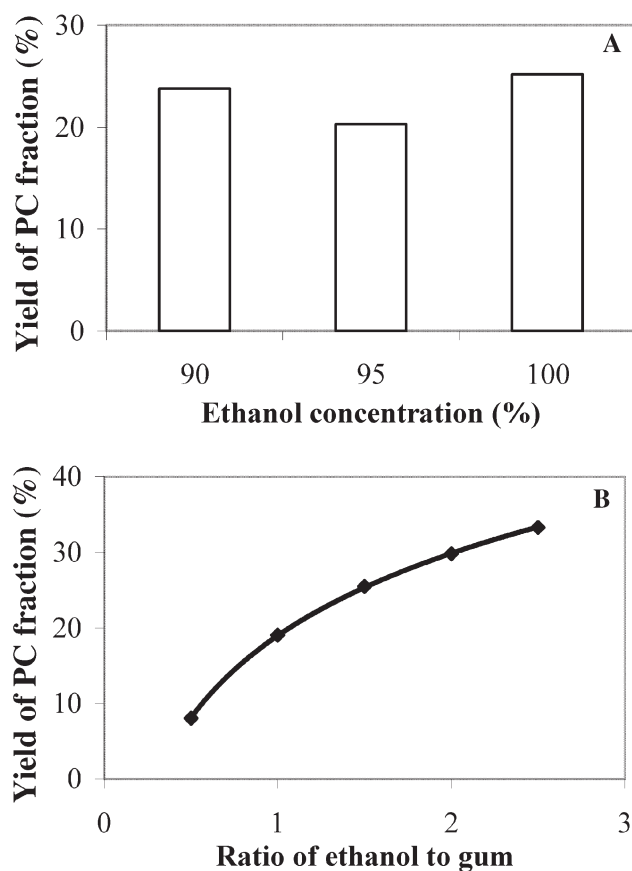 Yield of PC fraction (%)
30
20
10
0
A
90 95 100
Ethanol concentration (%)
Yield of PC fraction (%)
40
30
20
10
0
B
0 1 2 3
Ratio of ethanol to gum